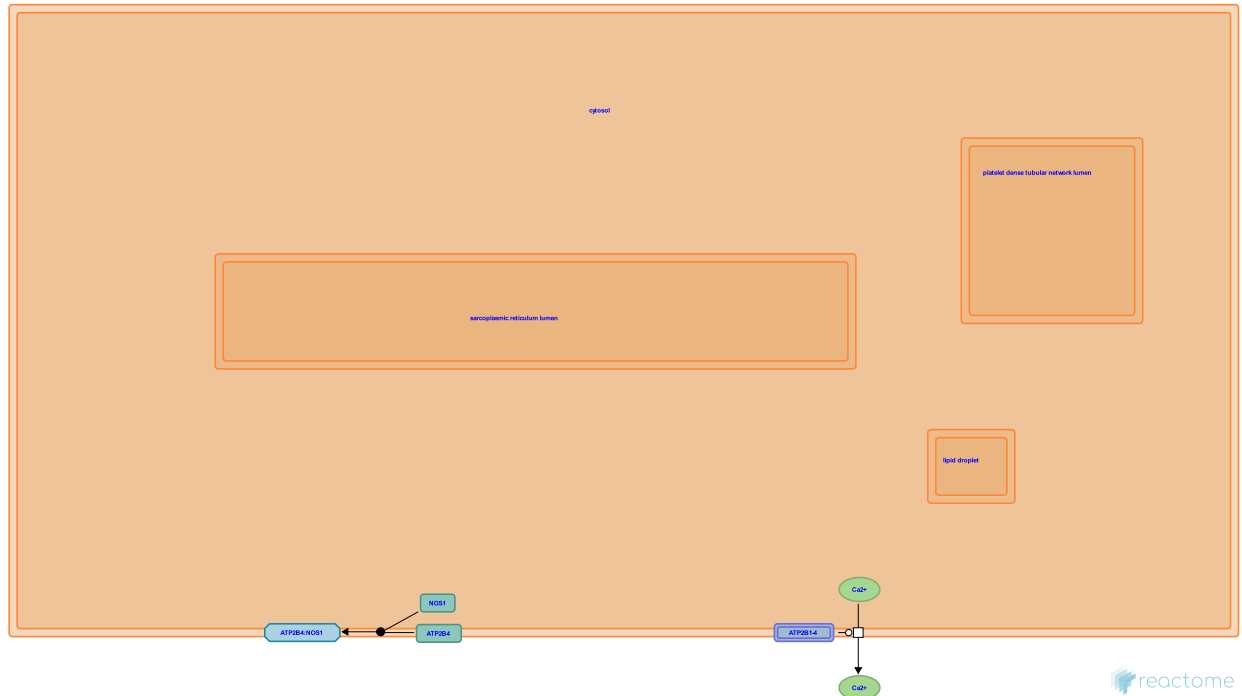 cytosol
platelet dense tubular network lumen
sarcoplasmic reticulum lumen
lipid droplet
Ca2+
NOS1
ATP2B4:NOS1
ATP2B4
ATP2B1-4
Ca2+
reactome